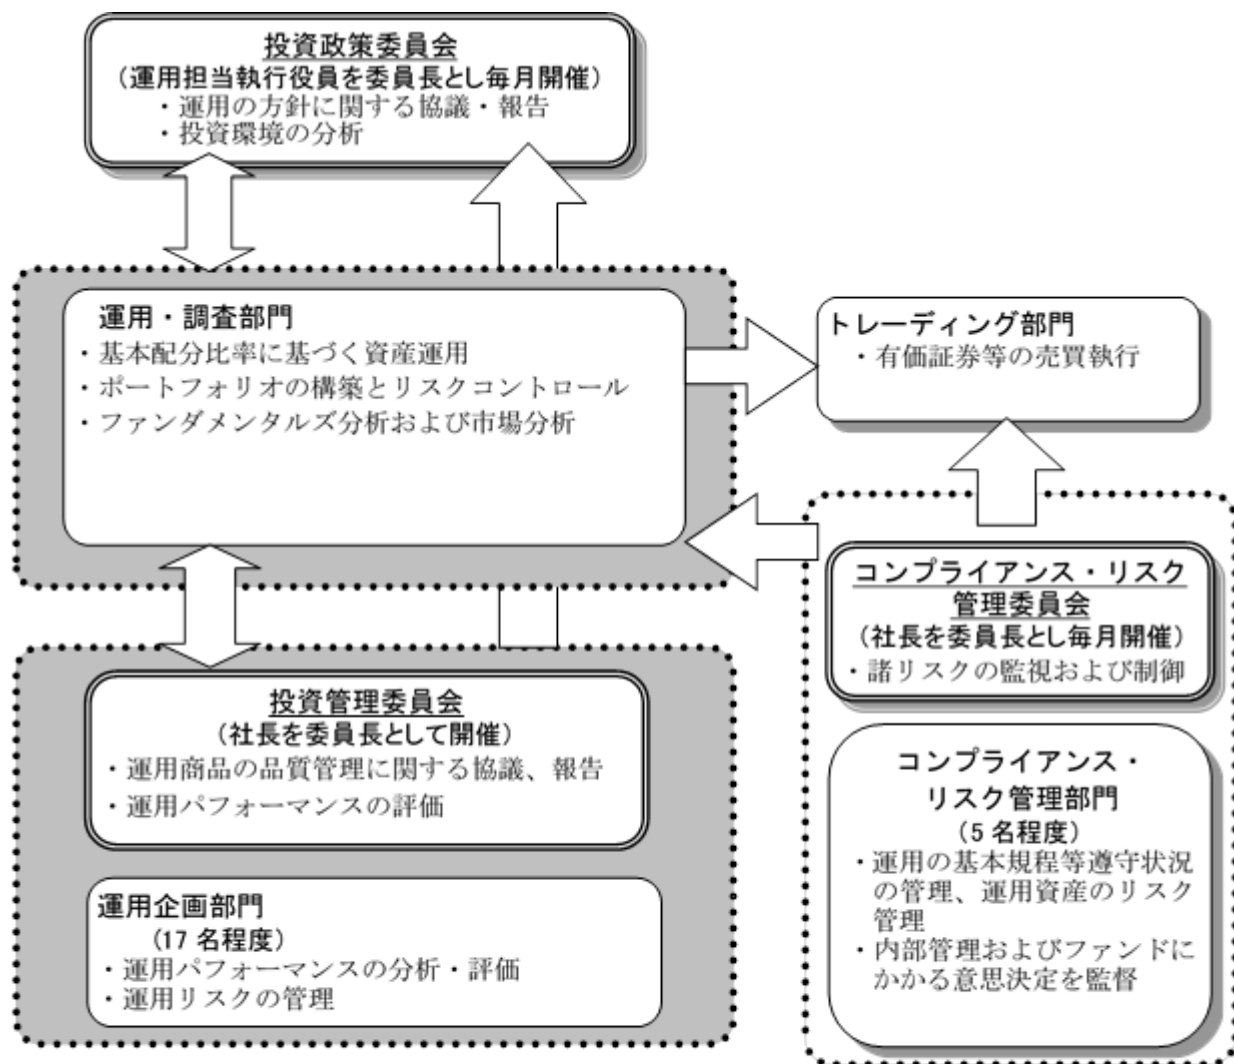 投資政策委員会
(運用担当執行役員を委員長とし毎月開催)
・運用の方針に関する協議・報告
・投資環境の分析
運用・調査部門
・基本配分比率に基づく資産運用
・ポートフォリオの構築とリスクコントロール
・ファンダメンタルズ分析および市場分析
トレーディング部門
・有価証券等の売買執行
コンプライアンス・リスク
管理委員会
(社長を委員長とし毎月開催)
・諸リスクの監視および制御
投資管理委員会
(社長を委員長として開催)
・運用商品の品質管理に関する協議、報告
・運用パフォーマンスの評価
運用企画部門
(17 名程度)
・運用パフォーマンスの分析・評価
・運用リスクの管理
コンプライアンス・
リスク管理部門
(5 名程度)
・運用の基本規程等遵守状況
の管理、運用資産のリスク
管理
・内部管理およびファンドに
かかる意思決定を監督